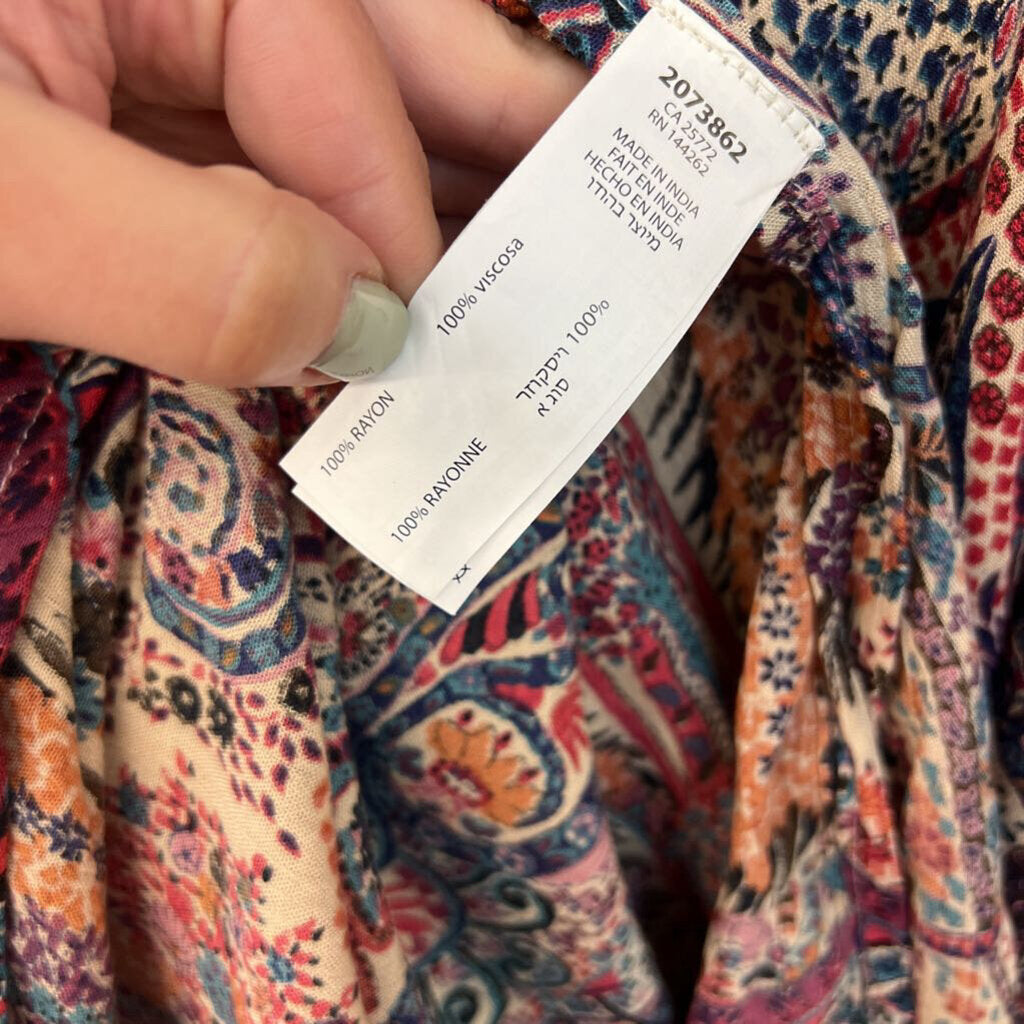 2073862
CA 25772
RN 144262
MADE IN INDIA
FAIT EN INDE
HECHO EN INDIA
מיוצר בהודו
100% VISCOSA
100% ויסקוזה
סוג א
100% RAYON
100% RAYONNE
XX